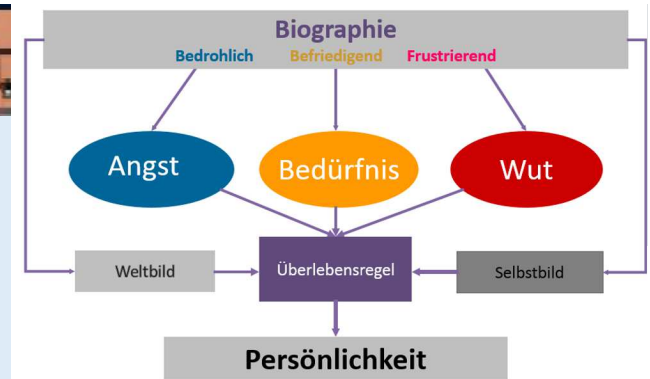 Biographie
Bedrohlich Befriedigend Frustrierend
Angst Bedürfnis Wut
Weltbild Überlebensregel Selbstbild
Persönlichkeit